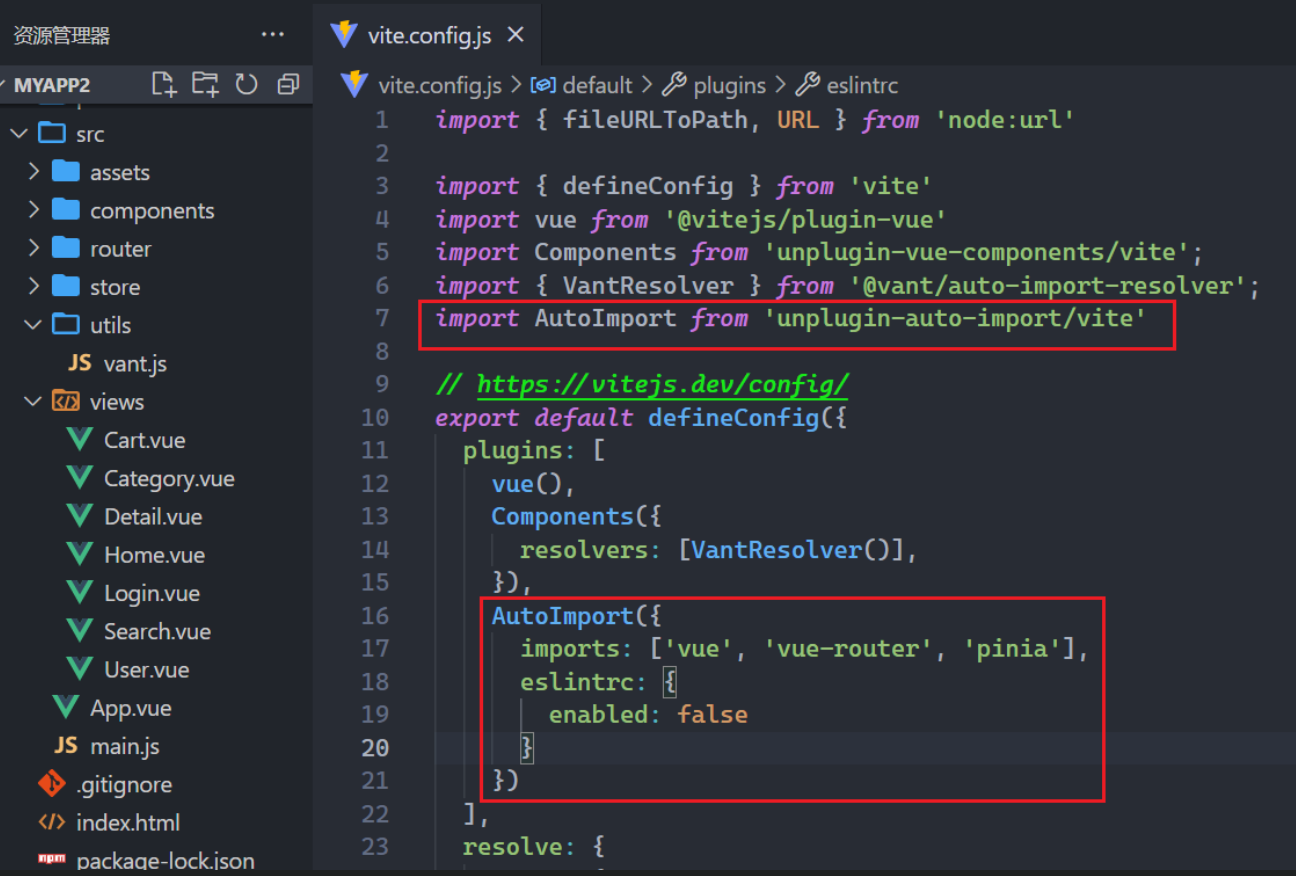 资源管理器
···
MYAPP2
src
assets
components
router
store
utils
JS vant.js
views
Cart.vue
Category.vue
Detail.vue
Home.vue
Login.vue
Search.vue
User.vue
App.vue
JS main.js
.gitignore
index.html
npm package-lock.json
vite.config.js
vite.config.js > default > plugins > eslintrc
1 import { fileURLToPath, URL } from 'node:url'
2
3 import { defineConfig } from 'vite'
4 import vue from '@vitejs/plugin-vue'
5 import Components from 'unplugin-vue-components/vite';
6 import { VantResolver } from '@vant/auto-import-resolver';
7 import AutoImport from 'unplugin-auto-import/vite'
8
9 // https://vitejs.dev/config/
10 export default defineConfig({
11 plugins: [
12 vue(),
13 Components({
14 resolvers: [VantResolver()],
15 }),
16 AutoImport({
17 imports: ['vue', 'vue-router', 'pinia'],
18 eslintrc: {
19 enabled: false
20 }
21 })
22 ],
23 resolve: {